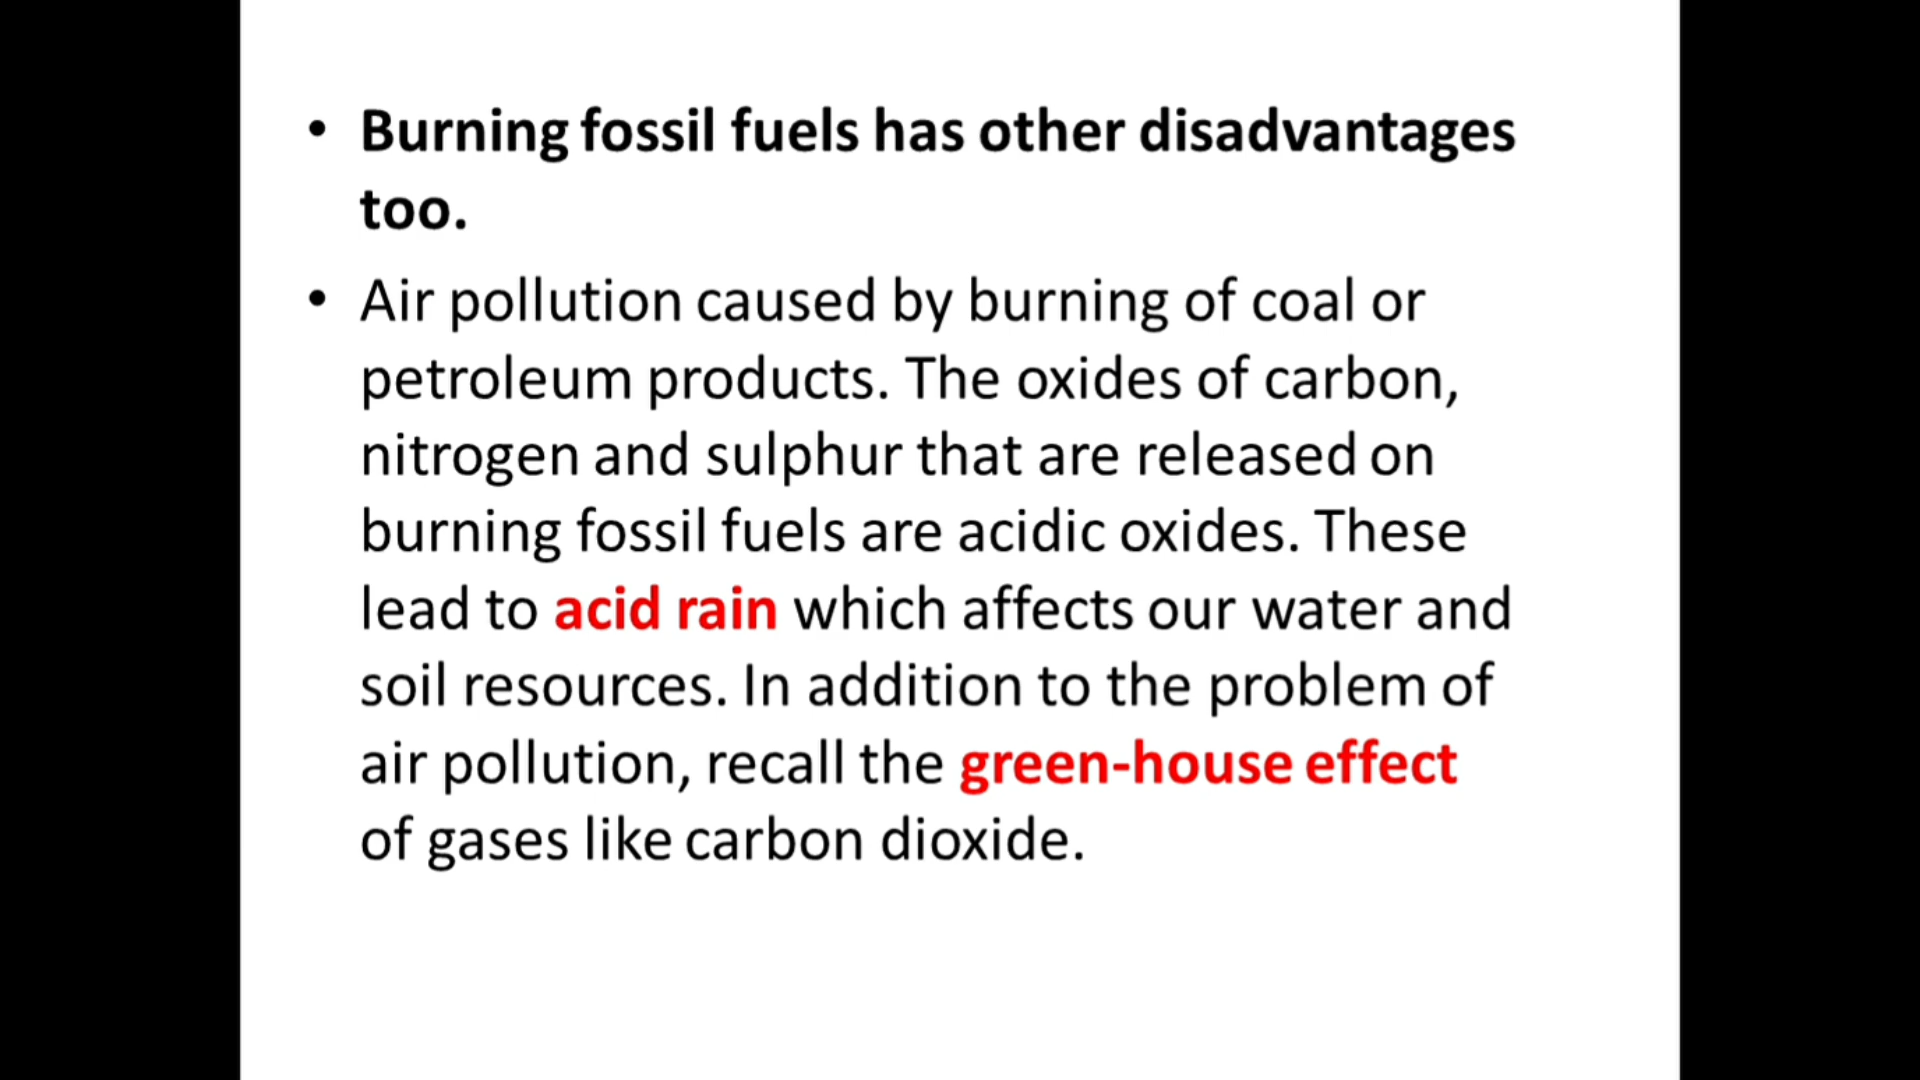 • Burning fossil fuels has other disadvantages
too.
• Air pollution caused by burning of coal or
petroleum products. The oxides of carbon,
nitrogen and sulphur that are released on
burning fossil fuels are acidic oxides. These
lead to acid rain which affects our water and
soil resources. In addition to the problem of
air pollution, recall the green-house effect
of gases like carbon dioxide.